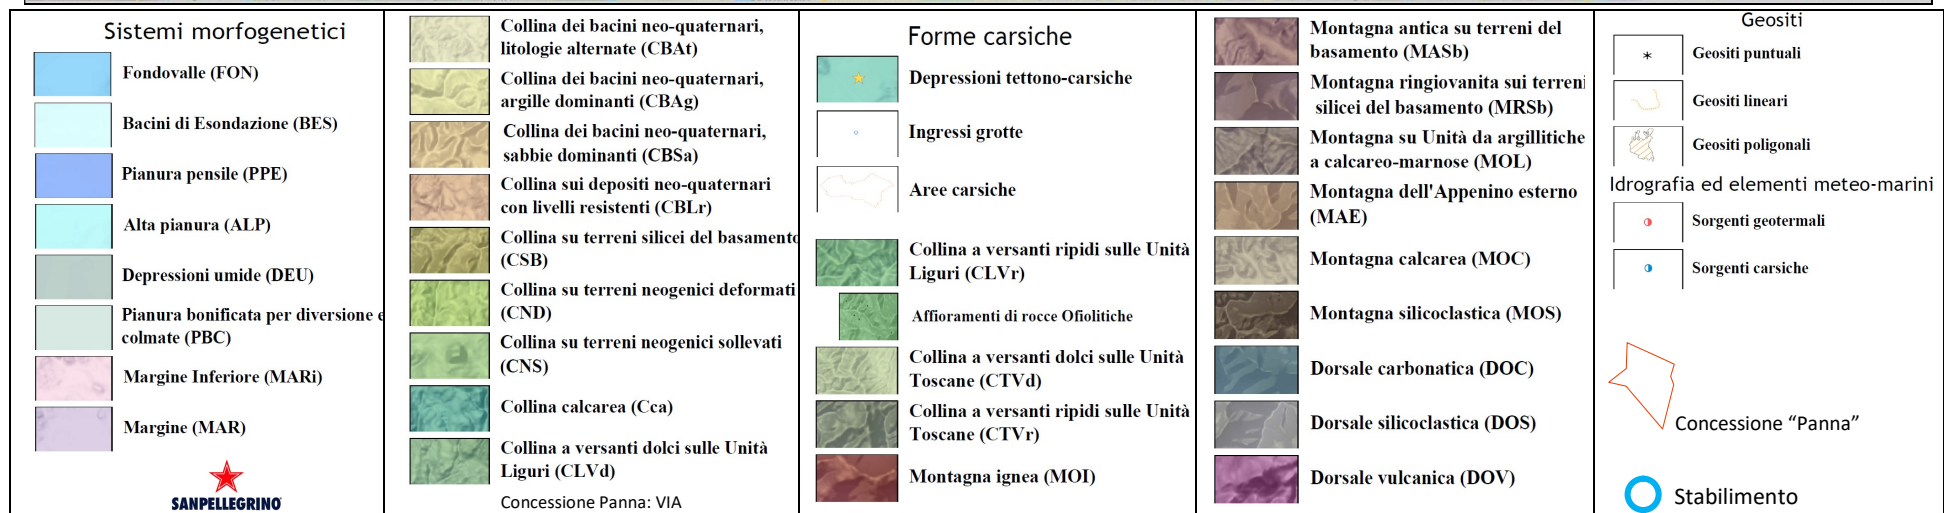 Sistemi morfogenetici
Fondovalle (FON)
Bacini di Esondazione (BES)
Pianura pensile (PPE)
Alta pianura (ALP)
Depressioni umide (DEU)
Pianura bonificata per diversione e
colmate (PBC)
Margine Inferiore (MARi)
Margine (MAR)
SANPELLEGRINO
Collina dei bacini neo-quaternari,
litologie alternate (CBAt)
Collina dei bacini neo-quaternari,
argille dominanti (CBAg)
Collina dei bacini neo-quaternari,
sabbie dominanti (CBSa)
Collina sui depositi neo-quaternari
con livelli resistenti (CBLr)
Collina su terreni silicei del basamento
(CSB)
Collina su terreni neogenici deformati
(CND)
Collina su terreni neogenici sollevati
(CNS)
Collina calcarea (Cca)
Collina a versanti dolci sulle Unità
Liguri (CLVd)
Concessione Panna: VIA
Forme carsiche
Depressioni tettono-carsiche
Ingressi grotte
Aree carsiche
Collina a versanti ripidi sulle Unità
Liguri (CLVr)
Affioramenti di rocce Ofiolitiche
Collina a versanti dolci sulle Unità
Toscane (CTVd)
Collina a versanti ripidi sulle Unità
Toscane (CTVr)
Montagna ignea (MOI)
Montagna antica su terreni del
basamento (MASb)
Montagna ringiovanita sui terreni
silicei del basamento (MRSb)
Montagna su Unità da argillitiche
a calcareo-marnose (MOL)
Montagna dell'Appenino esterno
(MAE)
Montagna calcarea (MOC)
Montagna silicoclastica (MOS)
Dorsale carbonatica (DOC)
Dorsale silicoclastica (DOS)
Dorsale vulcanica (DOV)
Geositi
Geositi puntuali
Geositi lineari
Geositi poligonali
Idrografia ed elementi meteo-marini
Sorgenti geotermali
Sorgenti carsiche
Concessione “Panna”
Stabilimento